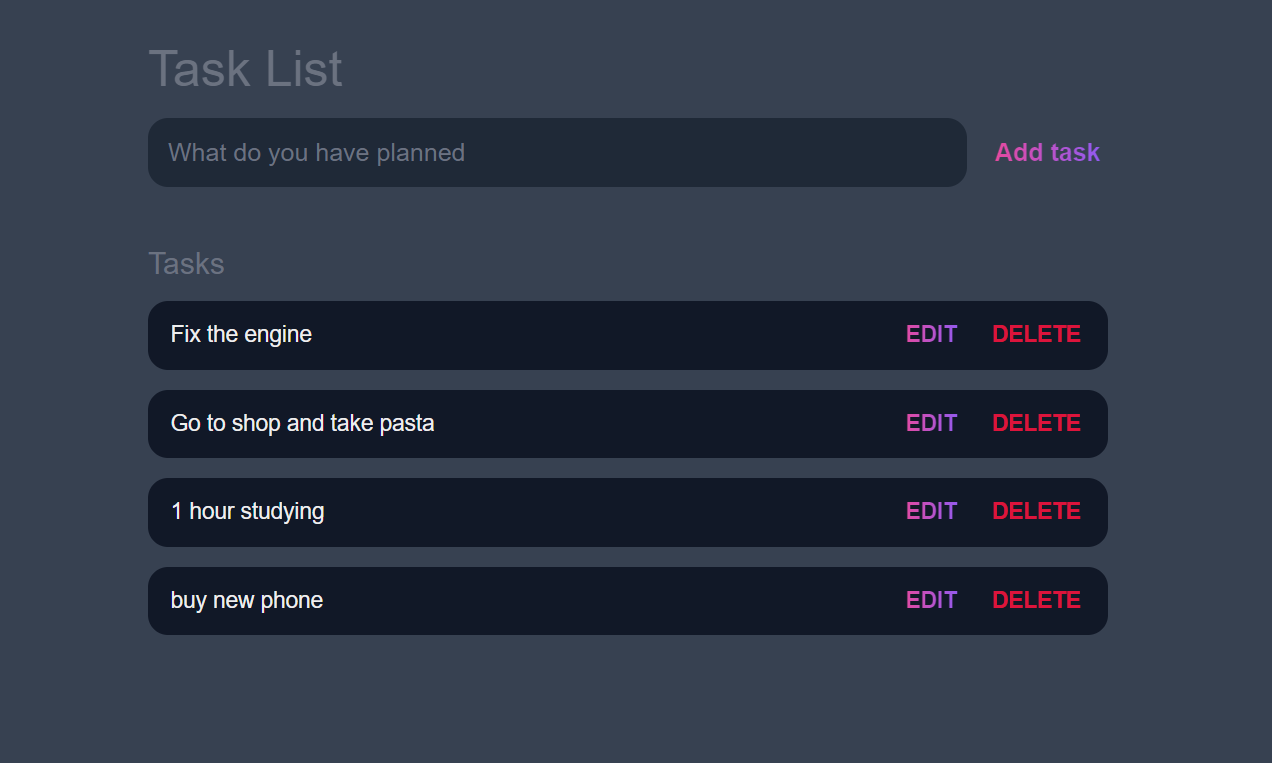 Task List
What do you have planned Add task
Tasks
Fix the engine EDIT DELETE
Go to shop and take pasta EDIT DELETE
1 hour studying EDIT DELETE
buy new phone EDIT DELETE